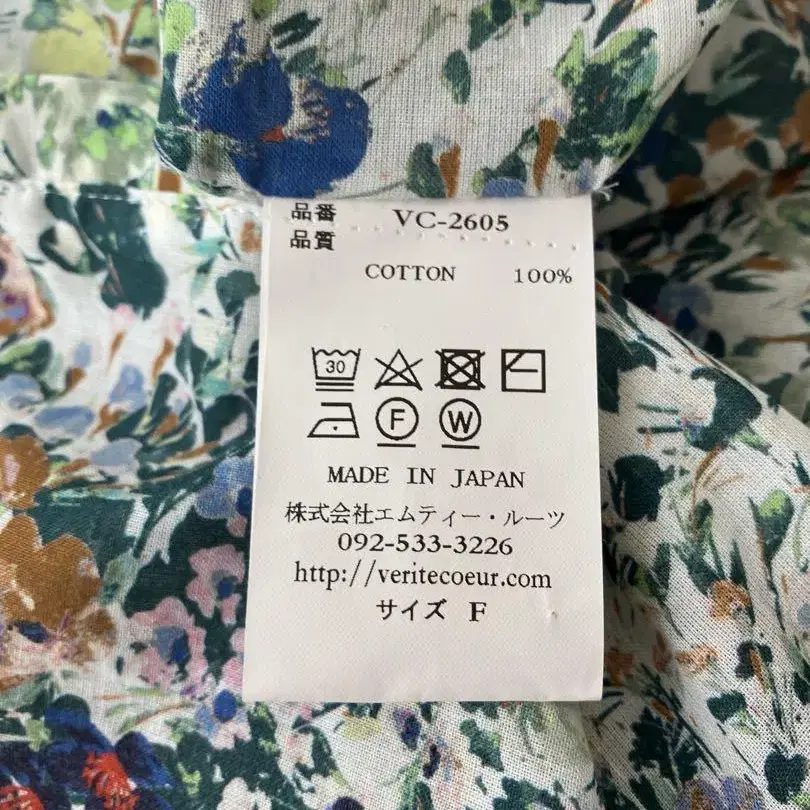 品番 VC-2605
品質
COTTON 100%
30
F W
MADE IN JAPAN
株式会社エムティー・ルーツ
092-533-3226
http://veritecoeur.com
サイズ F